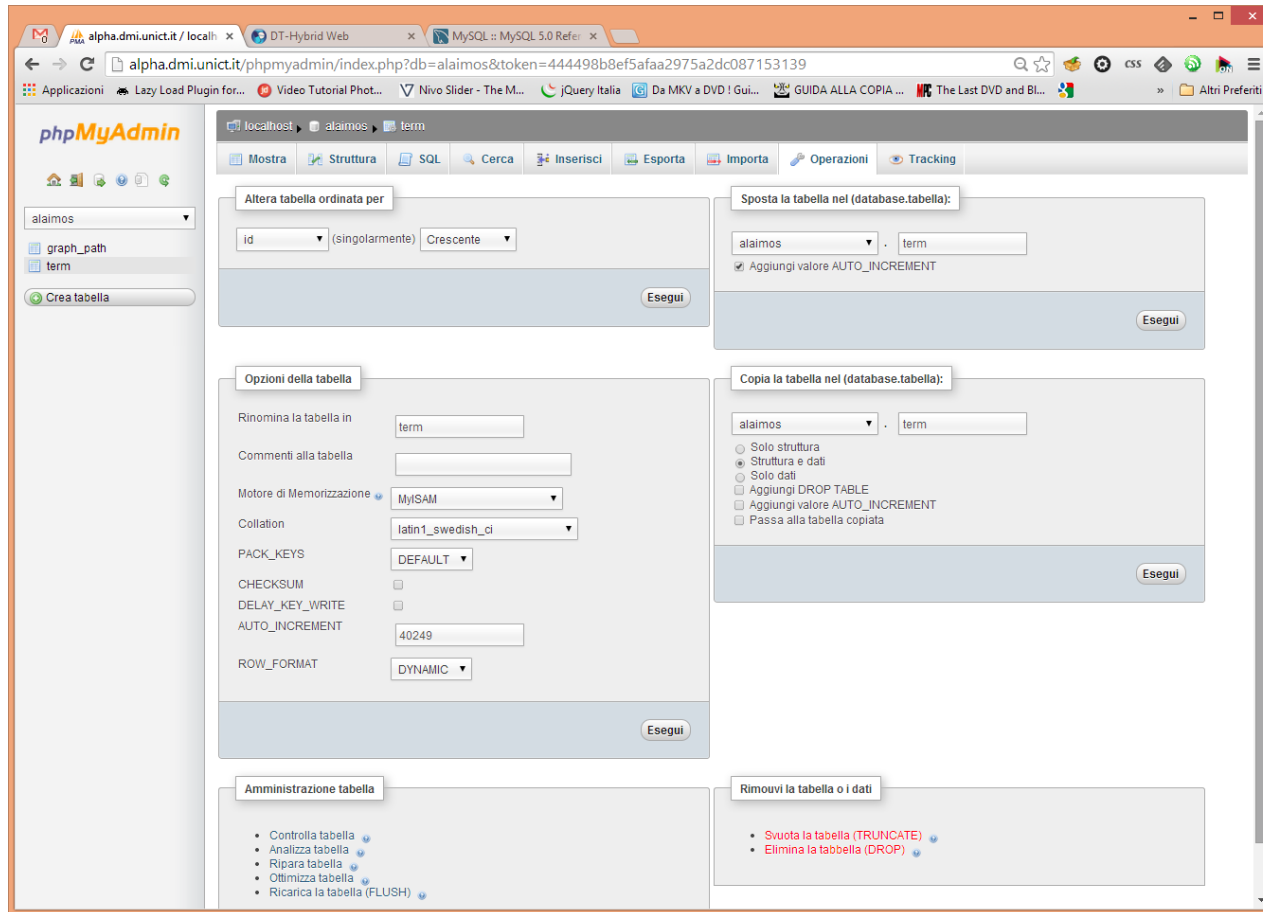 alpha.dmi.unict.it / localh
DT-Hybrid Web
MySQL :: MySQL 5.0 Refer
alpha.dmi.unict.it/phpmyadmin/index.php?db=alaimos&token=444498b8ef5afaa2975a2dc087153139
CSS
ON
Applicazioni
Lazy Load Plugin for...
Video Tutorial Phot...
Nivo Slider - The M...
jQuery Italia
Da MKV a DVD ! Gui...
GUIDA ALLA COPIA ...
The Last DVD and Bl...
»
Altri Preferiti
phpMyAdmin
alaimos
graph_path
term
Crea tabella
localhost
alaimos
term
Mostra
Struttura
SQL
Cerca
Inserisci
Esporta
Importa
Operazioni
Tracking
Altera tabella ordinata per
id (singolarmente) Crescente
Esegui
Sposta la tabella nel (database.tabella):
alaimos . term
Aggiungi valore AUTO_INCREMENT
Esegui
Opzioni della tabella
Rinomina la tabella in term
Commenti alla tabella
Motore di Memorizzazione MyISAM
Collation latin1_swedish_ci
PACK_KEYS DEFAULT
CHECKSUM
DELAY_KEY_WRITE
AUTO_INCREMENT 40249
ROW_FORMAT DYNAMIC
Esegui
Copia la tabella nel (database.tabella):
alaimos . term
Solo struttura
Struttura e dati
Solo dati
Aggiungi DROP TABLE
Aggiungi valore AUTO_INCREMENT
Passa alla tabella copiata
Esegui
Amministrazione tabella
Controlla tabella
Analizza tabella
Ripara tabella
Ottimizza tabella
Ricarica la tabella (FLUSH)
Rimuovi la tabella o i dati
Svuota la tabella (TRUNCATE)
Elimina la tabbella (DROP)